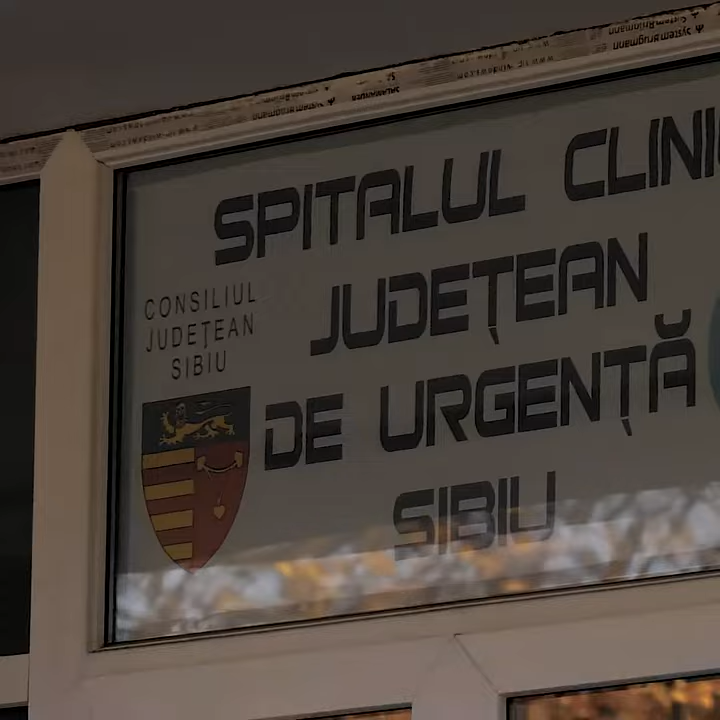 SPITALUL CLINI
JUDEȚEAN
DE URGENȚĂ
SIBIU
CONSILIUL
JUDEȚEAN
SIBIU